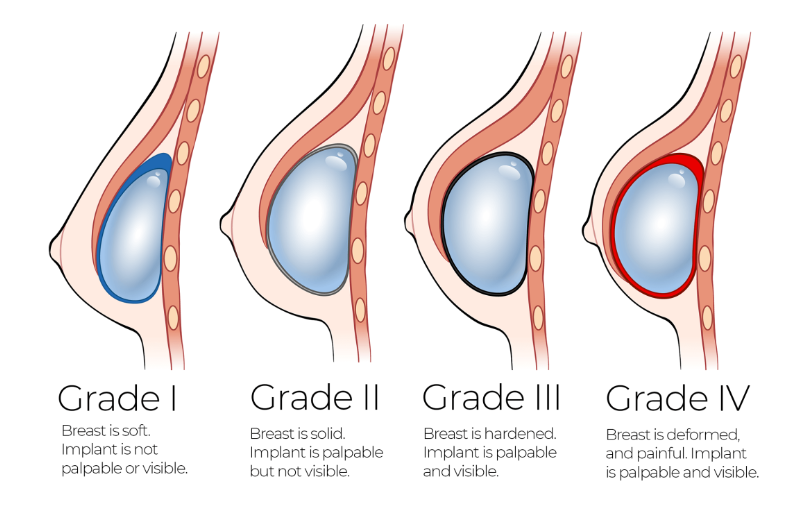 Grade I
Breast is soft.
Implant is not
palpable or visible.
Grade II
Breast is solid.
Implant is palpable
but not visible.
Grade III
Breast is hardened.
Implant is palpable
and visible.
Grade IV
Breast is deformed,
and painful. Implant
is palpable and visible.